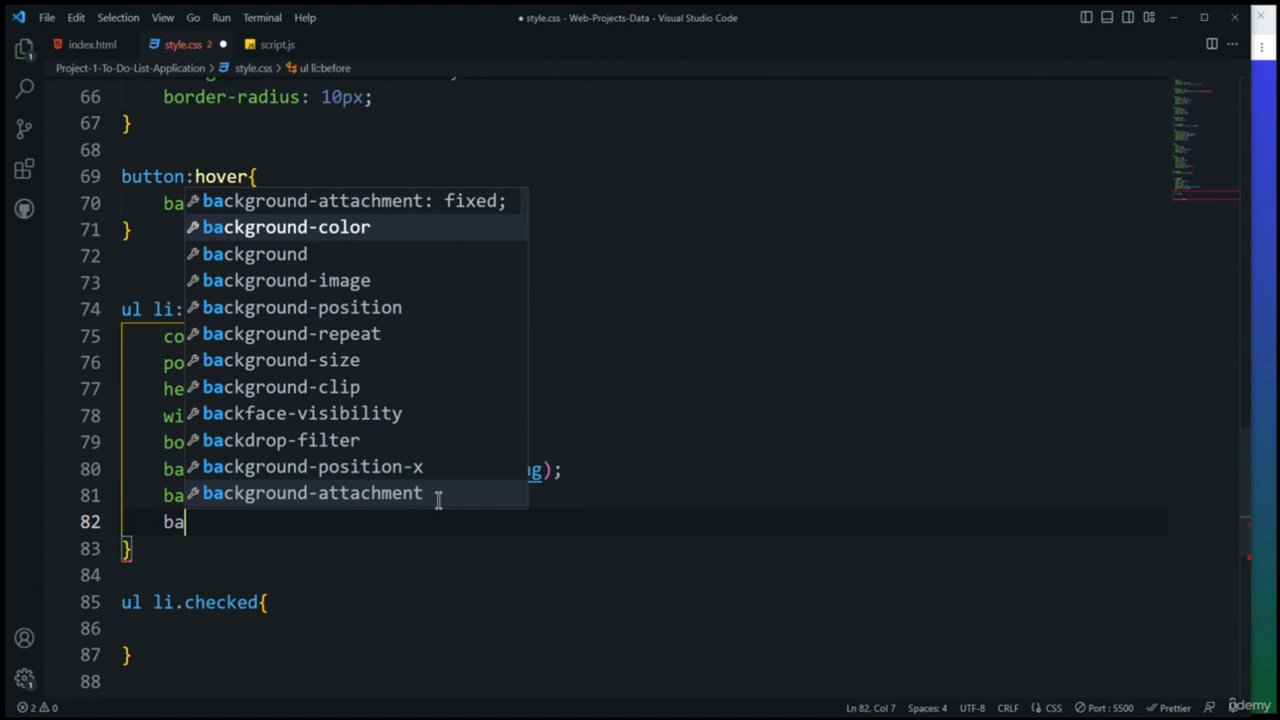 File Edit Selection View Go Run Terminal Help ● style.css - Web-Projects-Data - Visual Studio Code
index.html style.css 2 ● script.js
Project-1-To-Do-List-Application > style.css > ul li::before
66 border-radius: 10px;
67 }
68
69 button:hover{
70 ba
71 }
72
73
74 ul li:
75 co
76 po
77 he
78 wi
79 bo
80 ba g);
81 ba
82 ba
83 }
84
85 ul li.checked{
86
87 }
88
background-attachment: fixed;
background-color
background
background-image
background-position
background-repeat
background-size
background-clip
backface-visibility
backdrop-filter
background-position-x
background-attachment
1
1
2 0 Ln 82, Col 7 Spaces: 4 UTF-8 CRLF CSS Port : 5500 Prettier
ûdemy